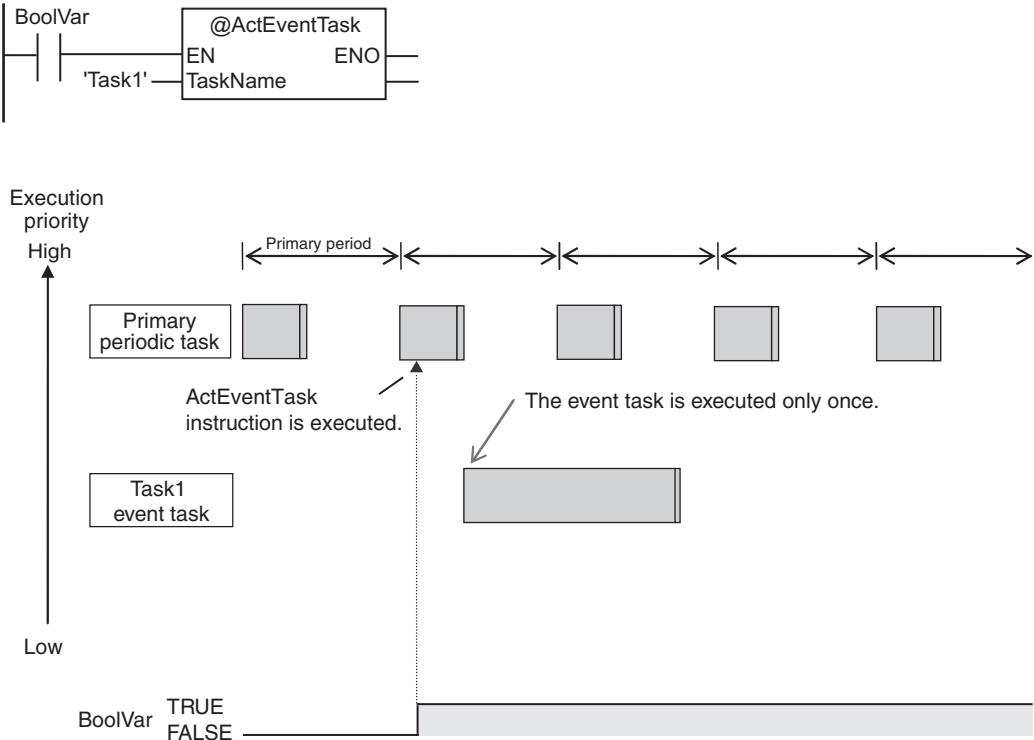 BoolVar
@ActEventTask
EN ENO
'Task1' TaskName
Execution
priority
High
Primary period
Primary
periodic task
ActEventTask
instruction is executed.
The event task is executed only once.
Task1
event task
Low
BoolVar
TRUE
FALSE